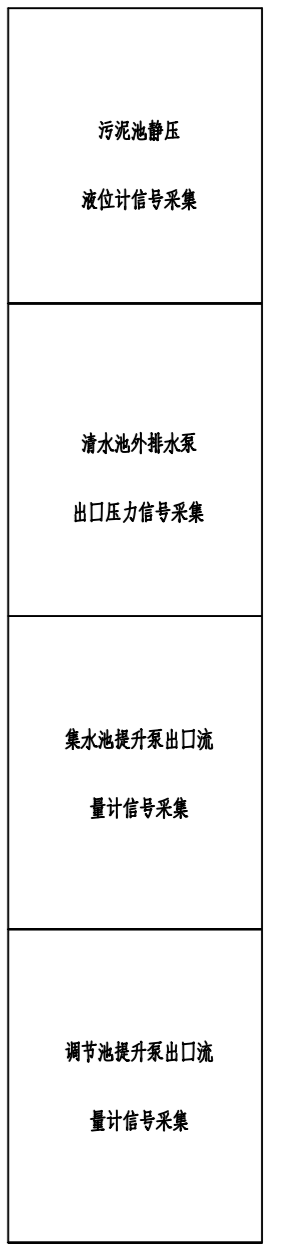 污泥池静压
液位计信号采集
清水池外排水泵
出口压力信号采集
集水池提升泵出口流
量计信号采集
调节池提升泵出口流
量计信号采集